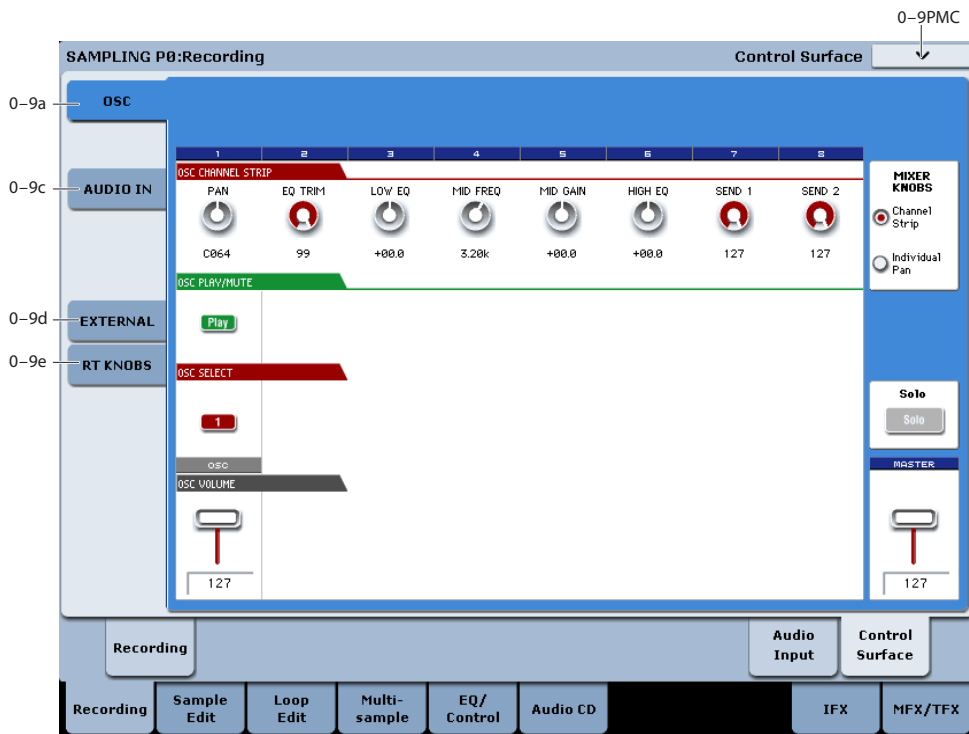 0–9PMC
SAMPLING P0:Recording
Control Surface
0–9a
OSC
1 2 3 4 5 6 7 8
OSC CHANNEL STRIP
0–9c
AUDIO IN
PAN EQ TRIM LOW EQ MID FREQ MID GAIN HIGH EQ SEND 1 SEND 2
C064 99 +00.0 3.20k +00.0 +00.0 127 127
MIXER
KNOBS
Channel
Strip
Individual
Pan
OSC PLAY/MUTE
0–9d
EXTERNAL
Play
0–9e
RT KNOBS
OSC SELECT
1
Solo
Solo
OSC
MASTER
OSC VOLUME
127
127
Recording
Audio
Input
Control
Surface
Recording
Sample
Edit
Loop
Edit
Multi-
sample
EQ/
Control
Audio CD
IFX
MFX/TFX